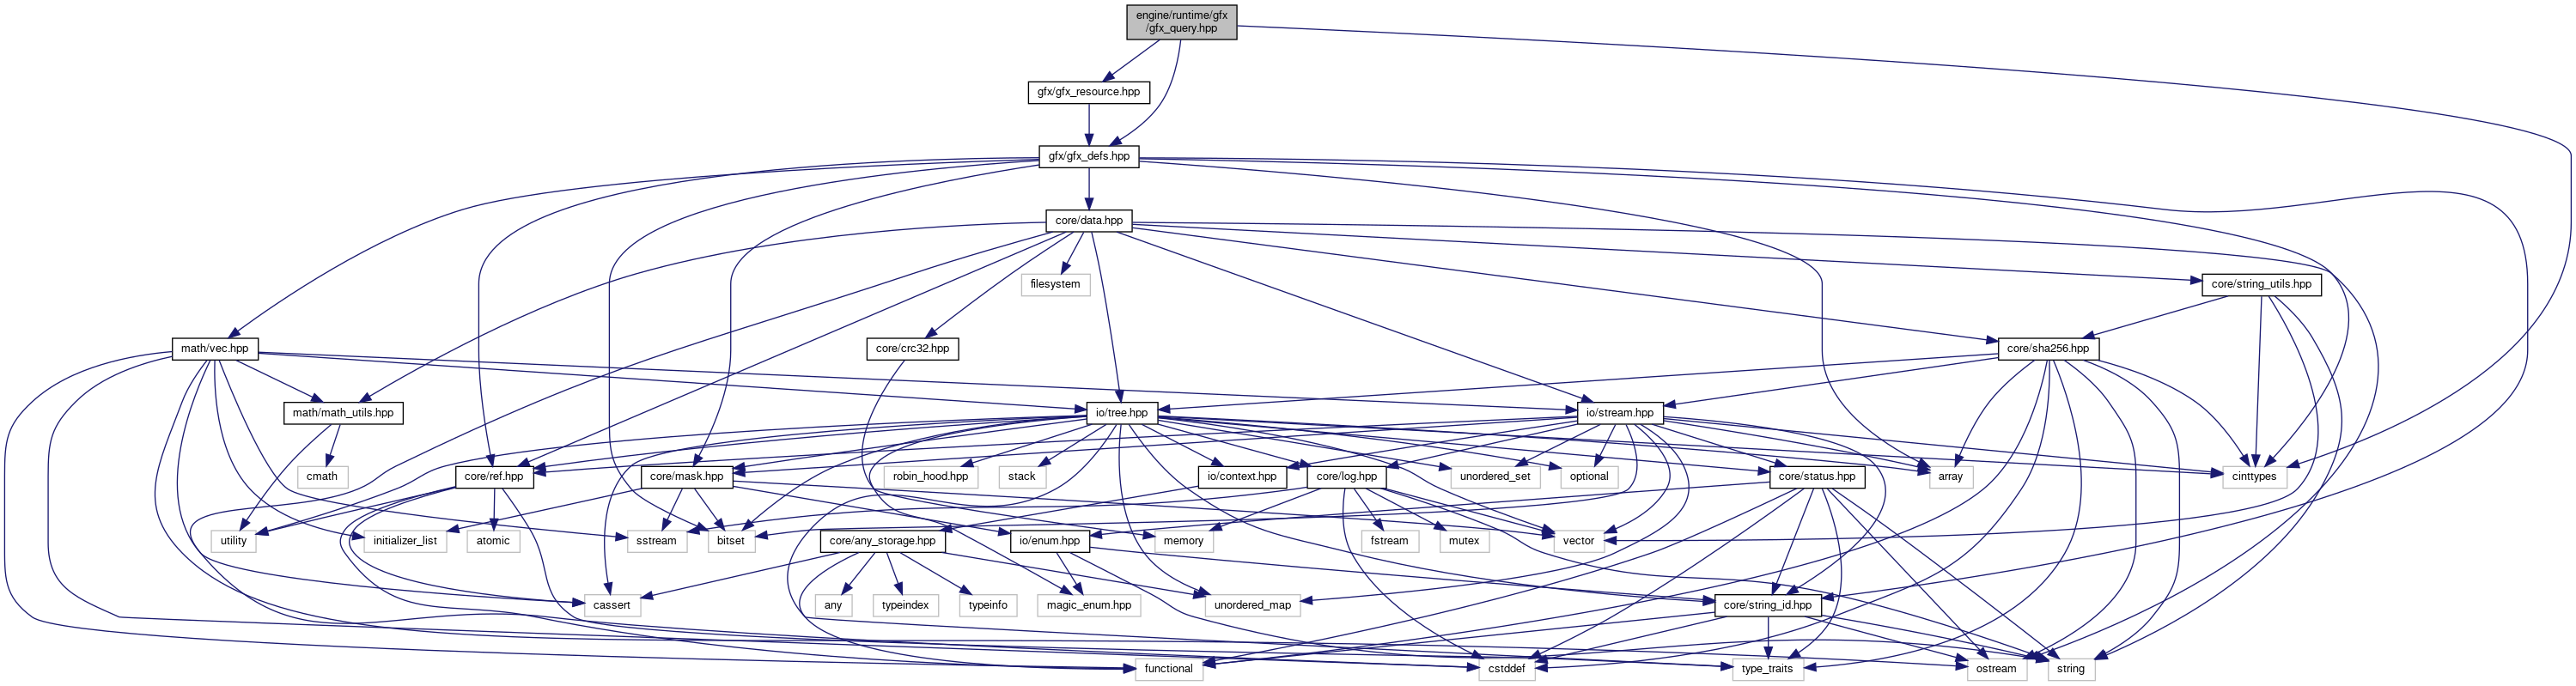 engine/runtime/gfx
/gfx_query.hpp
gfx/gfx_resource.hpp
gfx/gfx_defs.hpp
core/data.hpp
filesystem
core/string_utils.hpp
math/vec.hpp
core/crc32.hpp
core/sha256.hpp
math/math_utils.hpp
io/tree.hpp
io/stream.hpp
cmath
core/ref.hpp
core/mask.hpp
robin_hood.hpp
stack
io/context.hpp
core/log.hpp
unordered_set
optional
core/status.hpp
array
cinttypes
utility
initializer_list
atomic
sstream
bitset
core/any_storage.hpp
io/enum.hpp
memory
fstream
mutex
vector
cassert
any
typeindex
typeinfo
magic_enum.hpp
unordered_map
core/string_id.hpp
functional
cstddef
type_traits
ostream
string